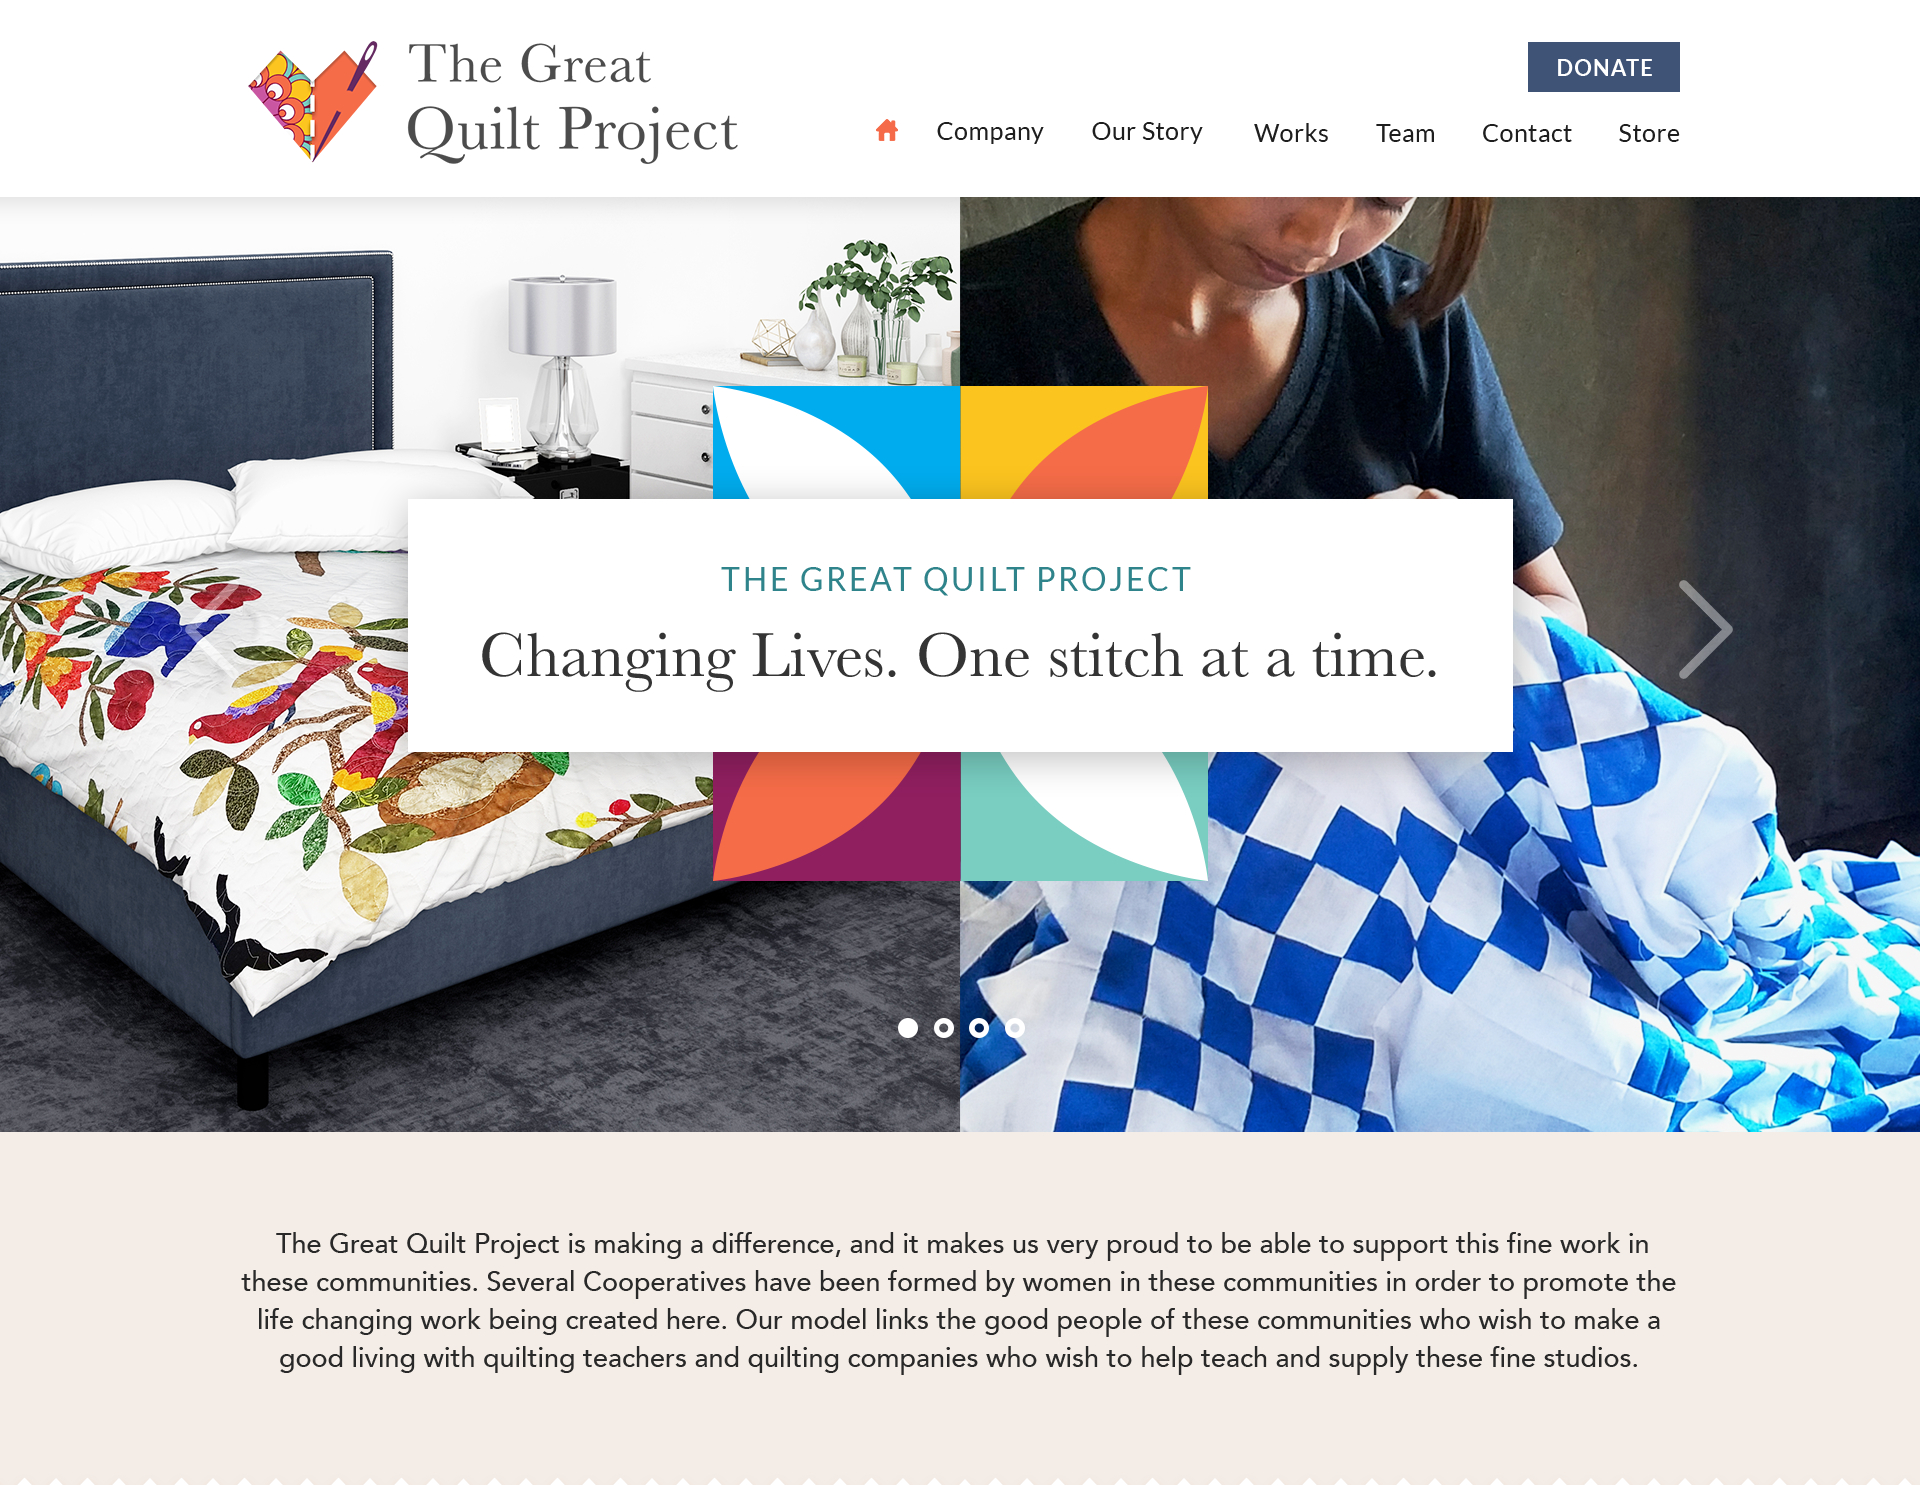 The Great
Quilt Project
DONATE
Company Our Story Works Team Contact Store
THE GREAT QUILT PROJECT
Changing Lives. One stitch at a time.
The Great Quilt Project is making a difference, and it makes us very proud to be able to support this fine work in
these communities. Several Cooperatives have been formed by women in these communities in order to promote the
life changing work being created here. Our model links the good people of these communities who wish to make a
good living with quilting teachers and quilting companies who wish to help teach and supply these fine studios.